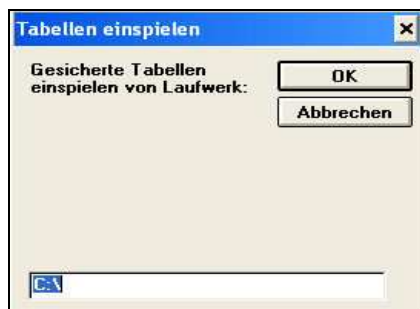 Tabellen einspielen
Gesicherte Tabellen
einspielen von Laufwerk:
OK
Abbrechen
C:\